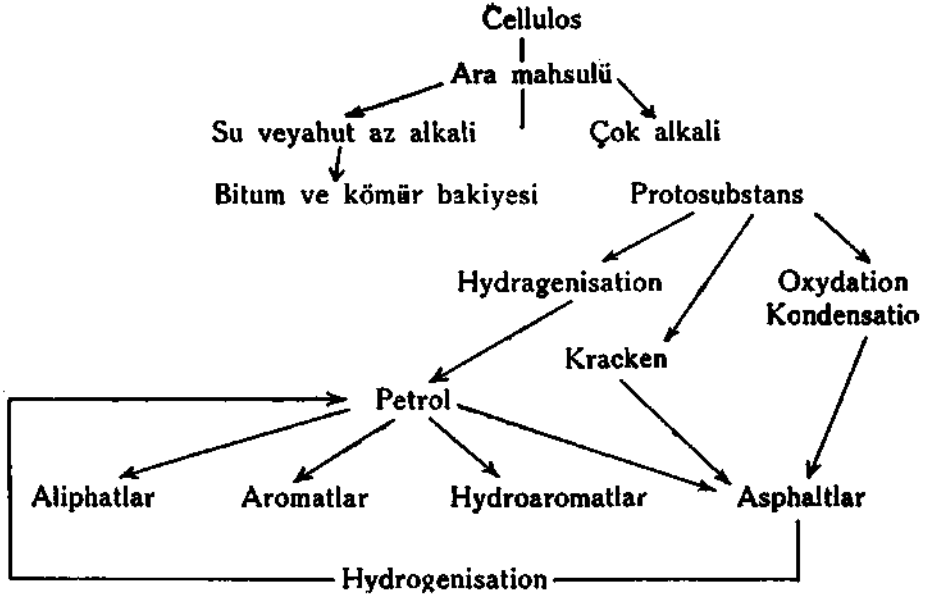 Cellulos
Ara mahsulü
Su veyahut az alkali
Çok alkali
Bitum ve kömür bakiyesi
Protosubstans
Hydragenisation
Oxydation
Kondensatio
Kracken
Petrol
Aliphatlar
Aromatlar
Hydroaromatlar
Asphaltlar
Hydrogenisation